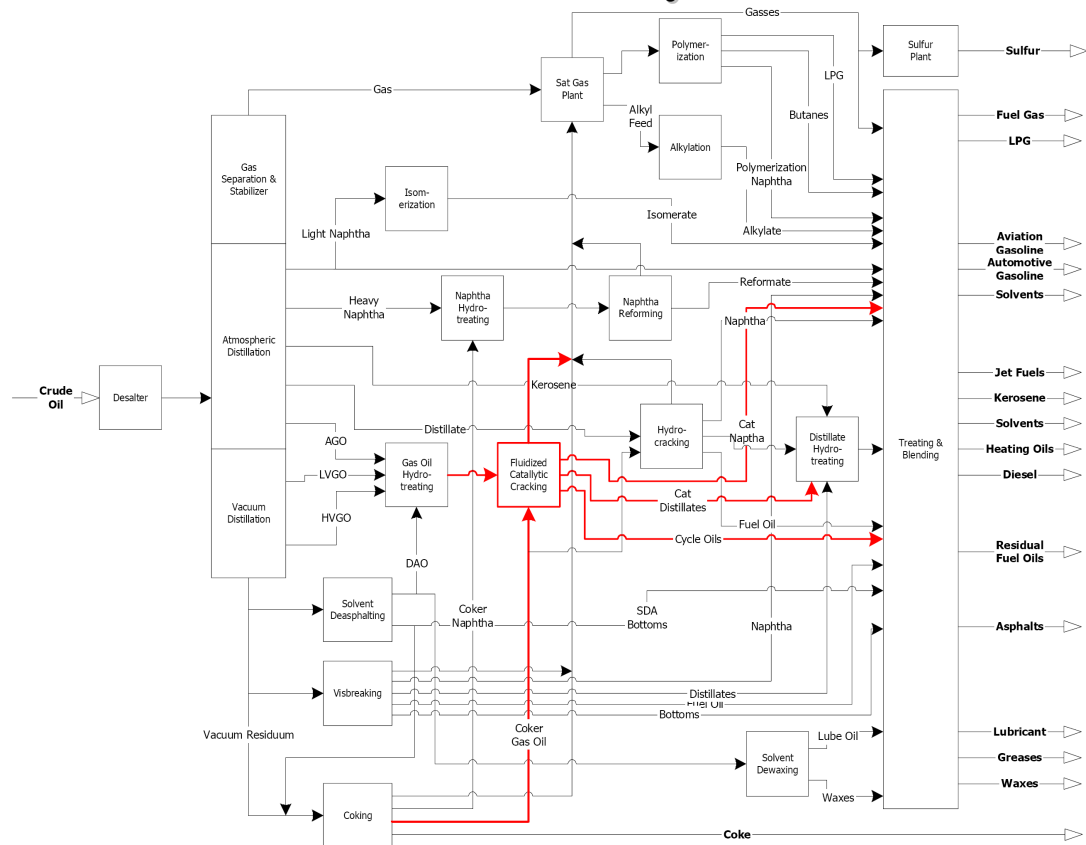 Gasses
Polymer-
ization
Sulfur
Plant
Sulfur
LPG
Sat Gas
Plant
Gas
Alkyl
Feed
Butanes
Fuel Gas
LPG
Alkylation
Gas
Separation &
Stabilizer
Isom-
erization
Polymerization
Naphtha
Isomerate
Light Naphtha
Alkylate
Aviation
Gasoline
Automotive
Gasoline
Reformate
Solvents
Heavy
Naphtha
Naphtha
Hydro-
treating
Naphtha
Reforming
Naphtha
Atmospheric
Distillation
Jet Fuels
Kerosene
Crude
Oil
Desalter
Kerosene
Solvents
Distillate
Hydro-
cracking
Cat
Naptha
Distillate
Hydro-
treating
Treating &
Blending
AGO
LVGO
HVGO
Gas Oil
Hydro-
treating
Fluidized
Catallytic
Cracking
Heating Oils
Diesel
Vacuum
Distillation
Cat
Distillates
Fuel Oil
Cycle Oils
Residual
Fuel Oils
DAO
Solvent
Deasphalting
Coker
Naphtha
SDA
Bottoms
Naphtha
Asphalts
Visbreaking
Distillates
Fuel Oil
Bottoms
Vacuum Residuum
Coker
Gas Oil
Lube Oil
Lubricant
Solvent
Dewaxing
Greases
Waxes
Waxes
Coking
Coke